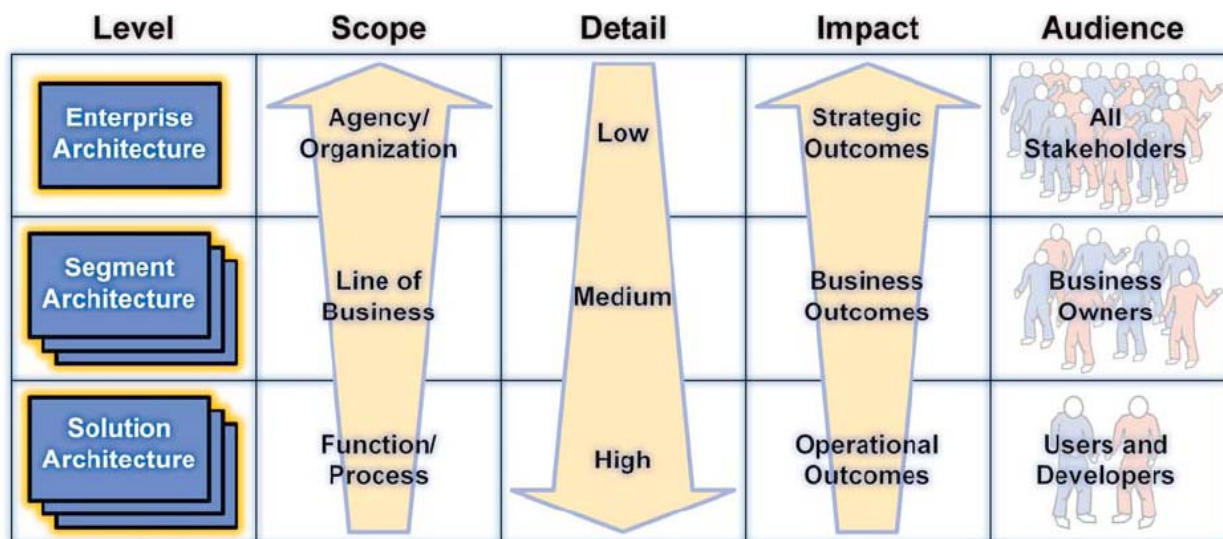 Level Scope Detail Impact Audience
Enterprise
Architecture
Agency/
Organization
Low
Strategic
Outcomes
All
Stakeholders
Segment
Architecture
Line of
Business
Medium
Business
Outcomes
Business
Owners
Solution
Architecture
Function/
Process
High
Operational
Outcomes
Users and
Developers